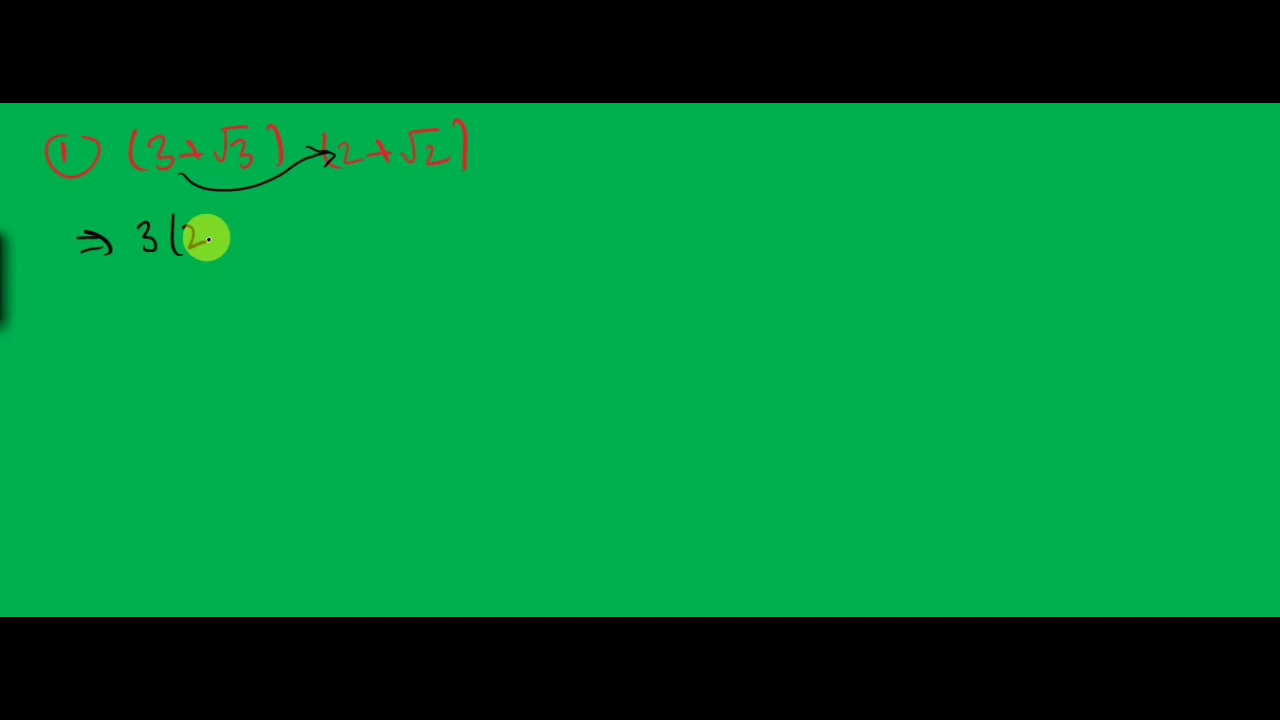 ① (3+√3) (2+√2)
⇒ 3(2